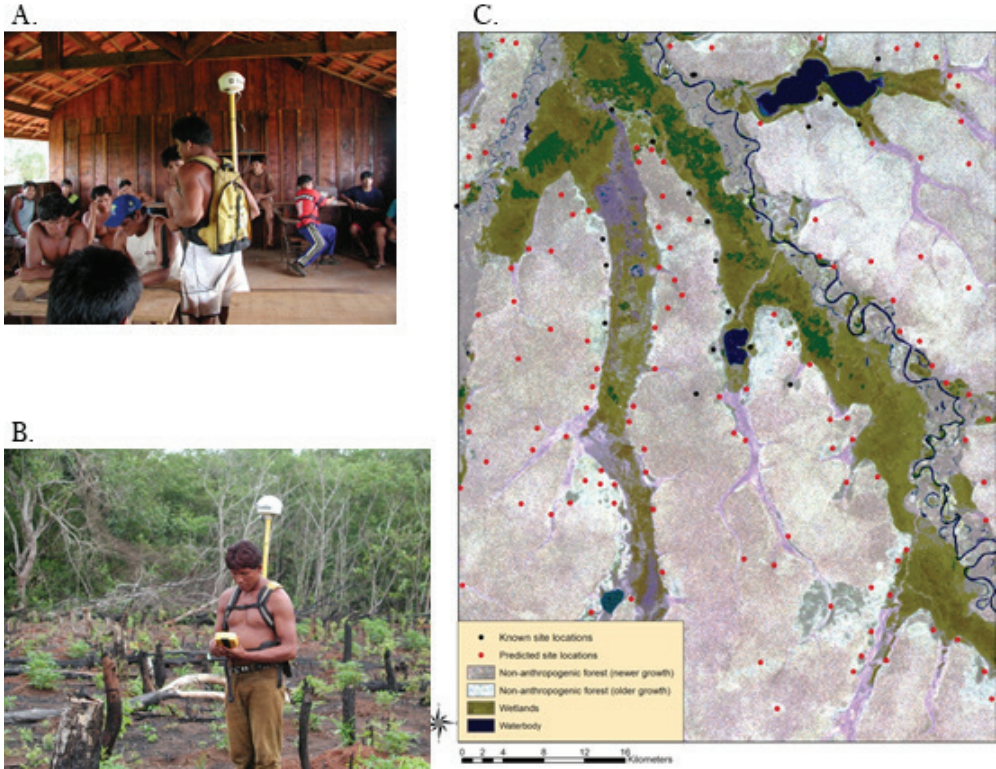 A.
C.
B.
Known site locations
Predicted site locations
Non-anthropogenic forest (newer growth)
Non-anthropogenic forest (older growth)
Wetlands
Waterbody
0 2 4 8 12 16
Kilometers